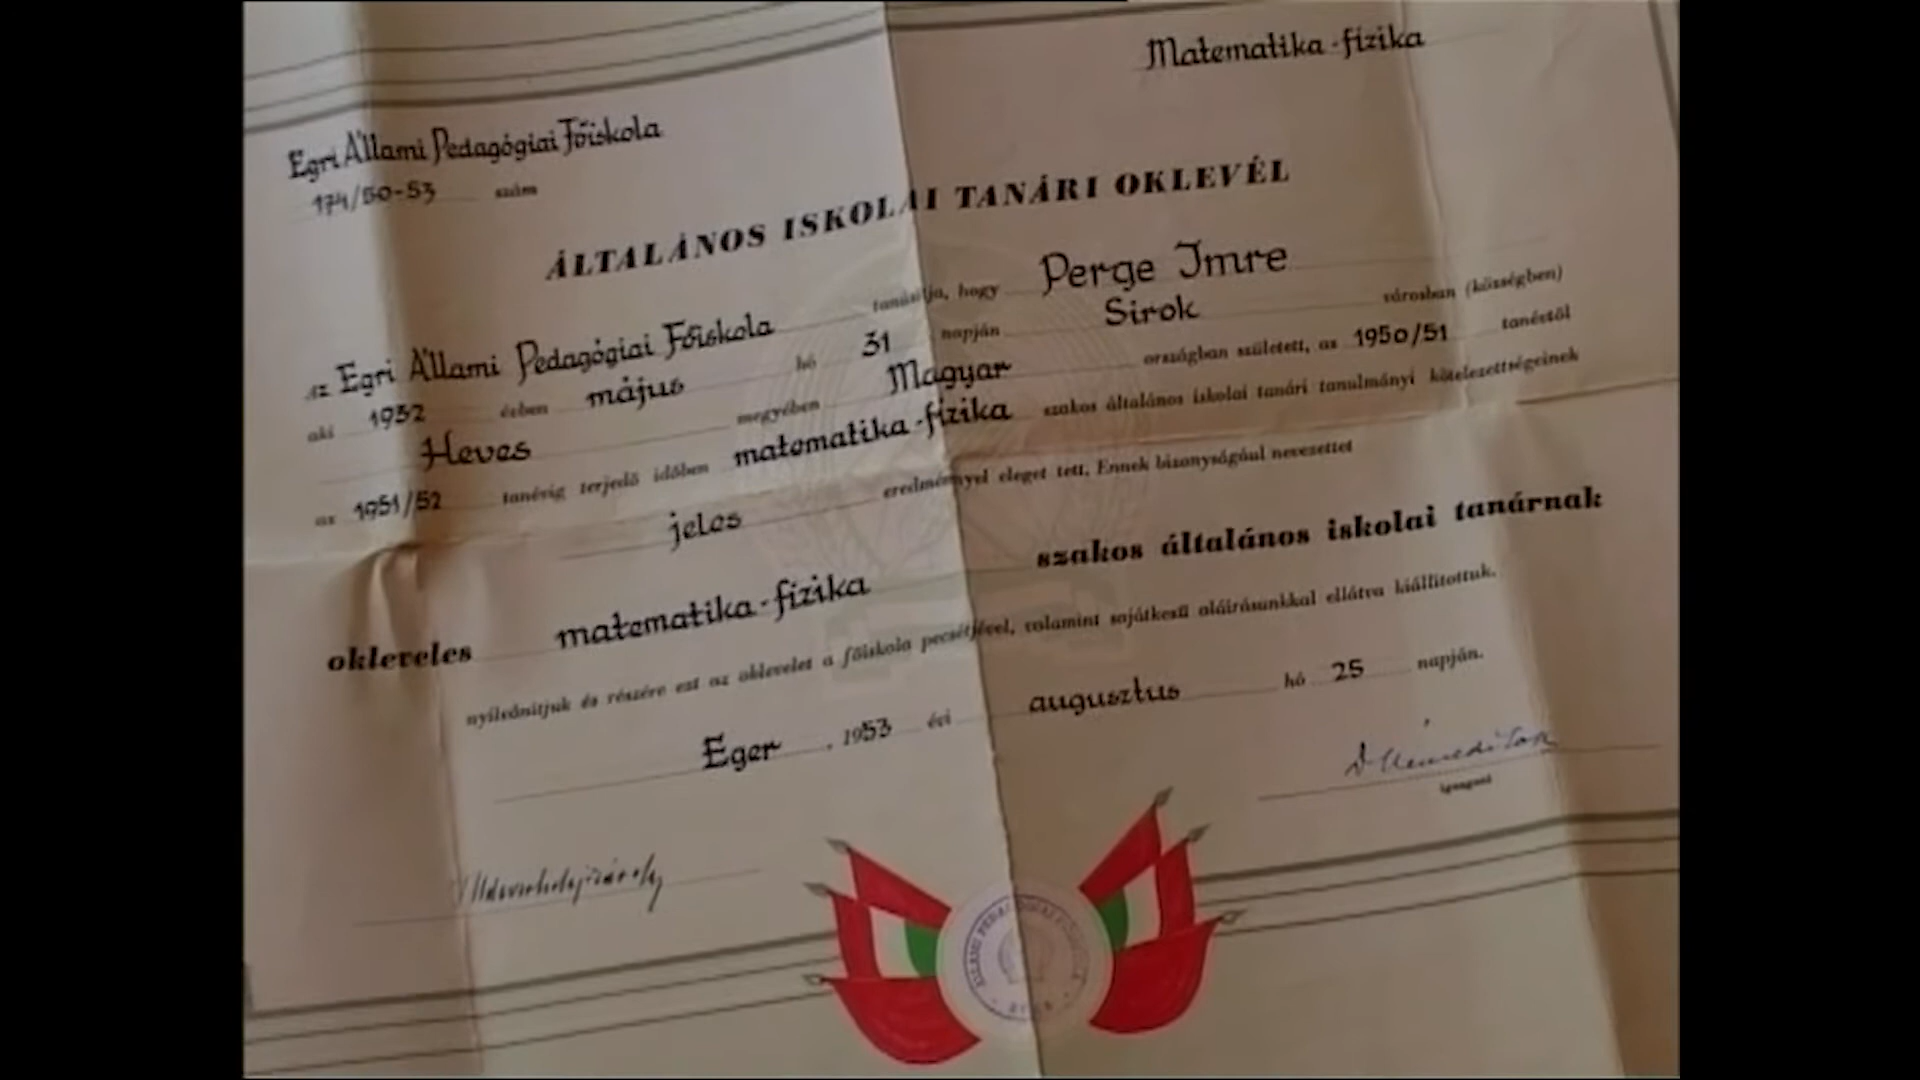 Matematika-fizika
Egri Állami Pedagógiai Főiskola
174/50-53 szám
ÁLTALÁNOS ISKOLAI TANÁRI OKLEVÉL
Az Egri Állami Pedagógiai Főiskola tanúsítja, hogy Perge Imre
aki 1932 évben május hó 31 napján Sirok városban (községben)
Heves megyében Magyar országban született, az 1950/51 tanévtől
az 1951/52 tanévig terjedő időben matematika-fizika szakos általános iskolai tanári tanulmányi kötelezettségeinek
jeles eredménnyel eleget tett. Ennek bizonyságául nevezettet
okleveles matematika-fizika szakos általános iskolai tanárnak
nyilvánítjuk és részére ezt az oklevelet a főiskola pecsétjével, valamint sajátkezű aláírásunkkal ellátva kiállítottuk.
Eger, 1953 évi augusztus hó 25 napján.
igazgató